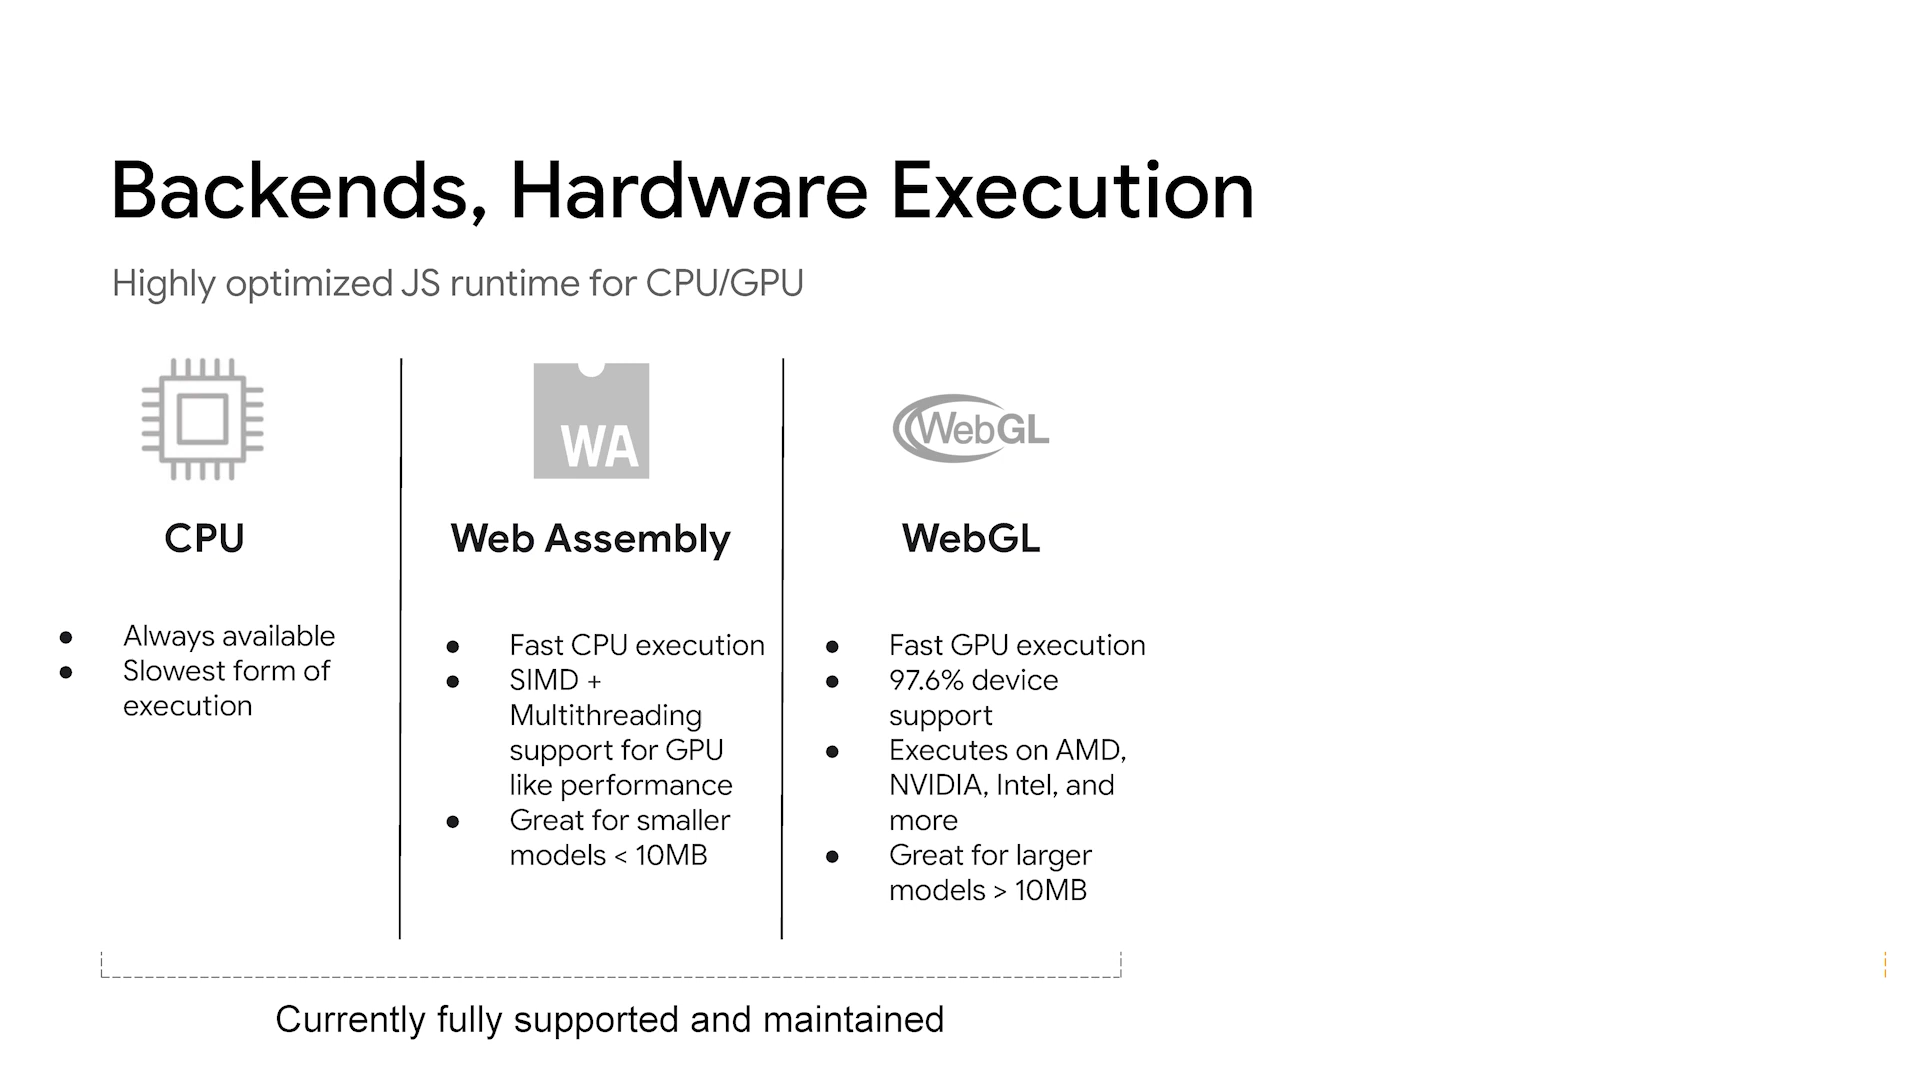 Backends, Hardware Execution
Highly optimized JS runtime for CPU/GPU
CPU
● Always available
● Slowest form of
execution
WA
Web Assembly
● Fast CPU execution
● SIMD +
Multithreading
support for GPU
like performance
● Great for smaller
models < 10MB
WebGL
WebGL
● Fast GPU execution
● 97.6% device
support
● Executes on AMD,
NVIDIA, Intel, and
more
● Great for larger
models > 10MB
Currently fully supported and maintained